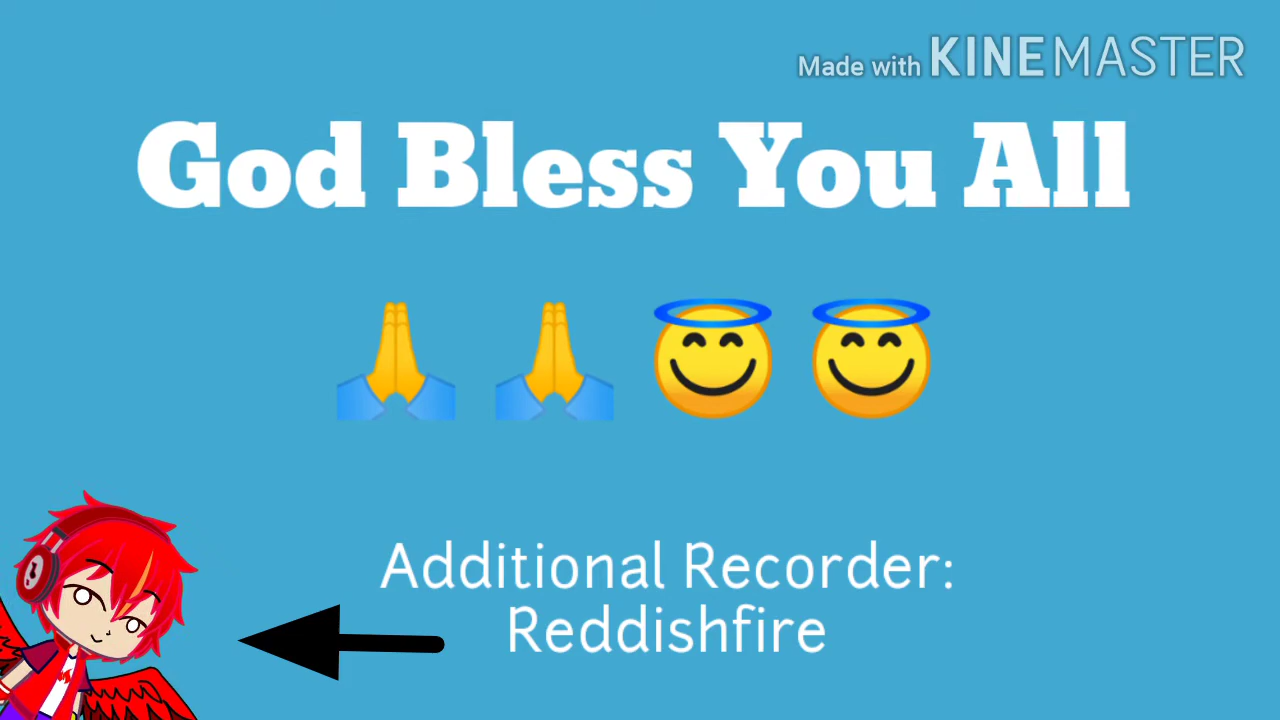 Made with KINEMASTER
God Bless You All
🙏 🙏 😇 😇
Additional Recorder:
Reddishfire